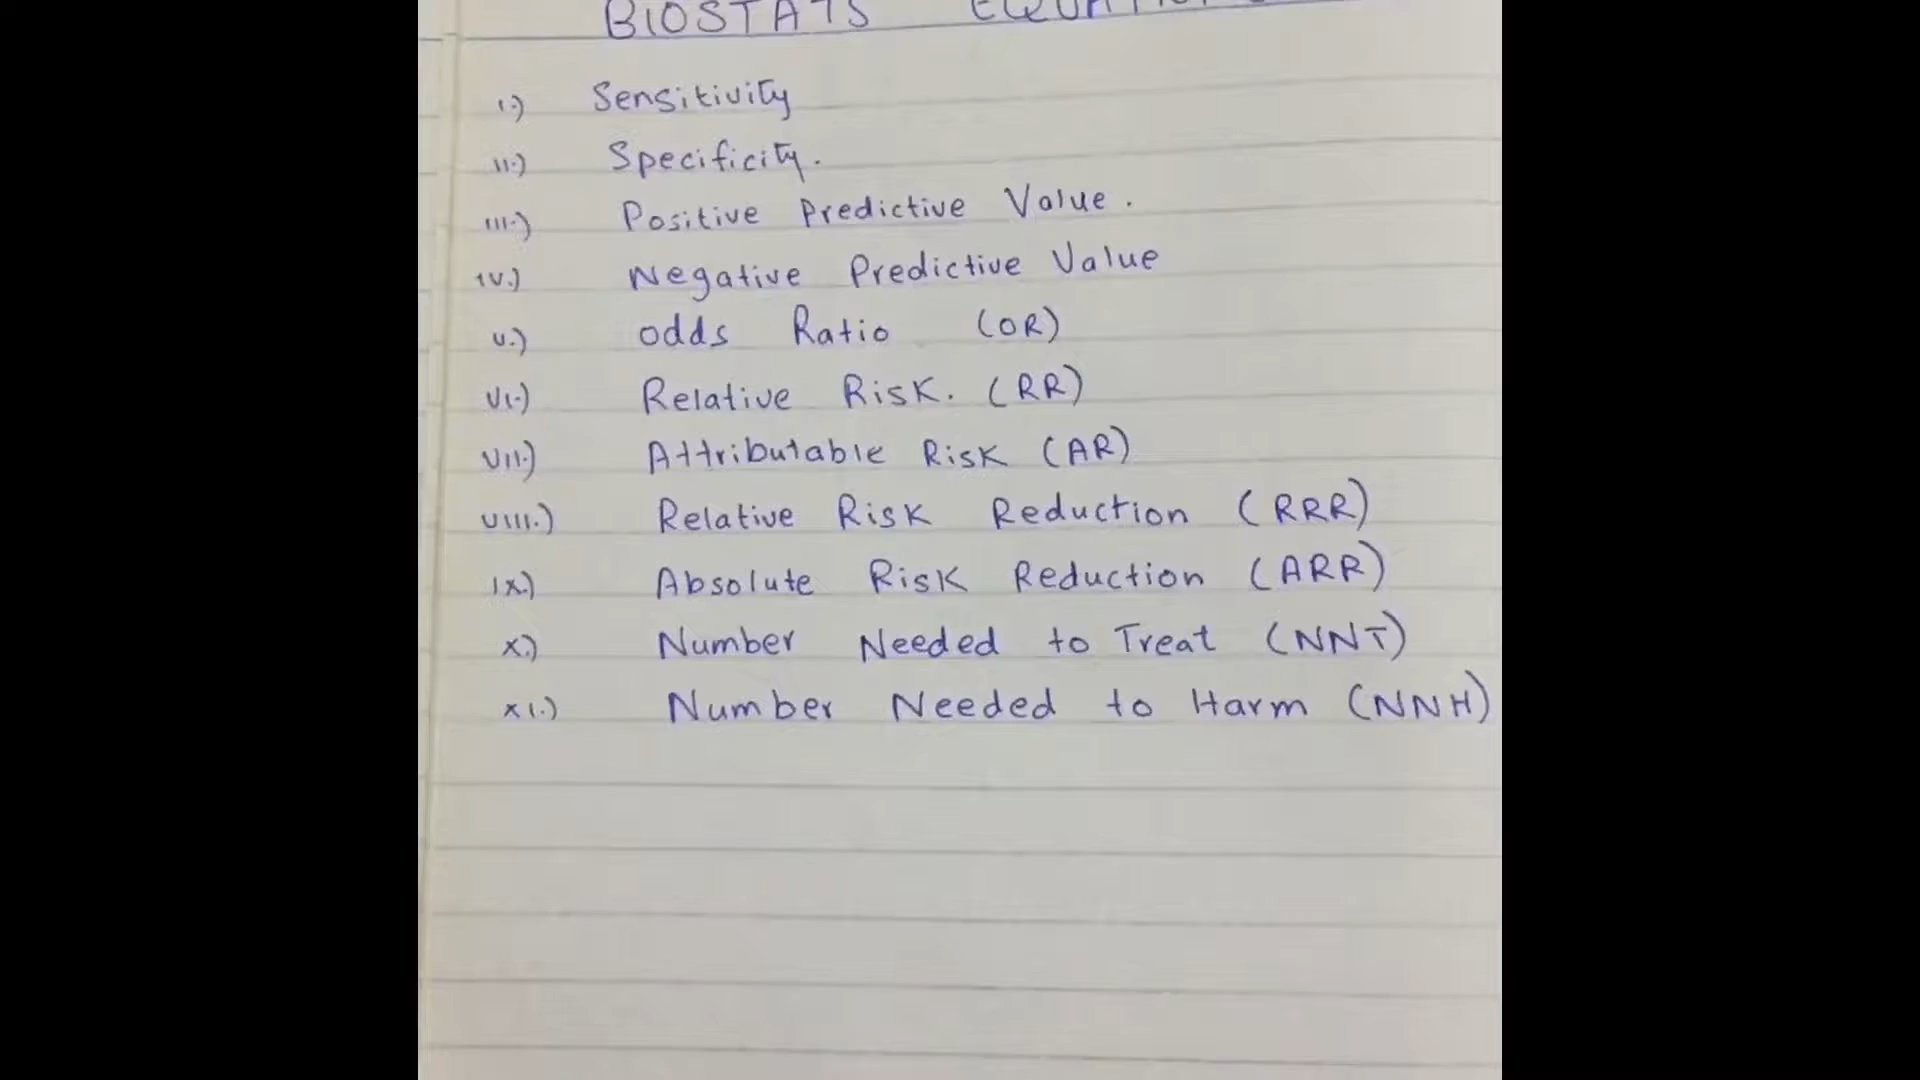 BIOSTATS EQUATIONS
i.) Sensitivity
ii.) Specificity.
iii.) Positive Predictive Value.
iv.) Negative Predictive Value
v.) odds Ratio (OR)
vi.) Relative Risk. (RR)
vii.) Attributable Risk (AR)
viii.) Relative Risk Reduction (RRR)
ix.) Absolute Risk Reduction (ARR)
x.) Number Needed to Treat (NNT)
xi.) Number Needed to Harm (NNH)